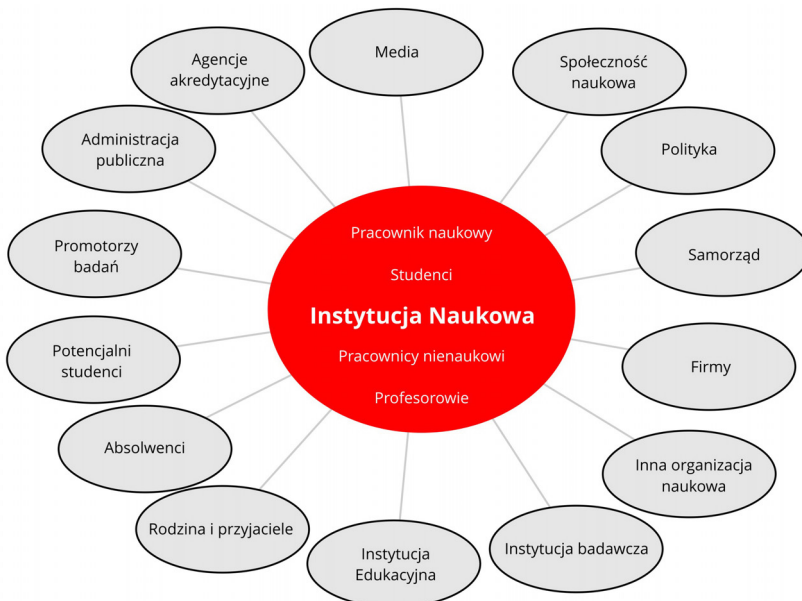 Media
Agencje
akredytacyjne
Społeczność
naukowa
Administracja
publiczna
Polityka
Promotorzy
badań
Samorząd
Pracownik naukowy
Studenci
Instytucja Naukowa
Pracownicy nienaukowi
Profesorowie
Potencjalni
studenci
Firmy
Absolwenci
Inna organizacja
naukowa
Rodzina i przyjaciele
Instytucja
Edukacyjna
Instytucja badawcza